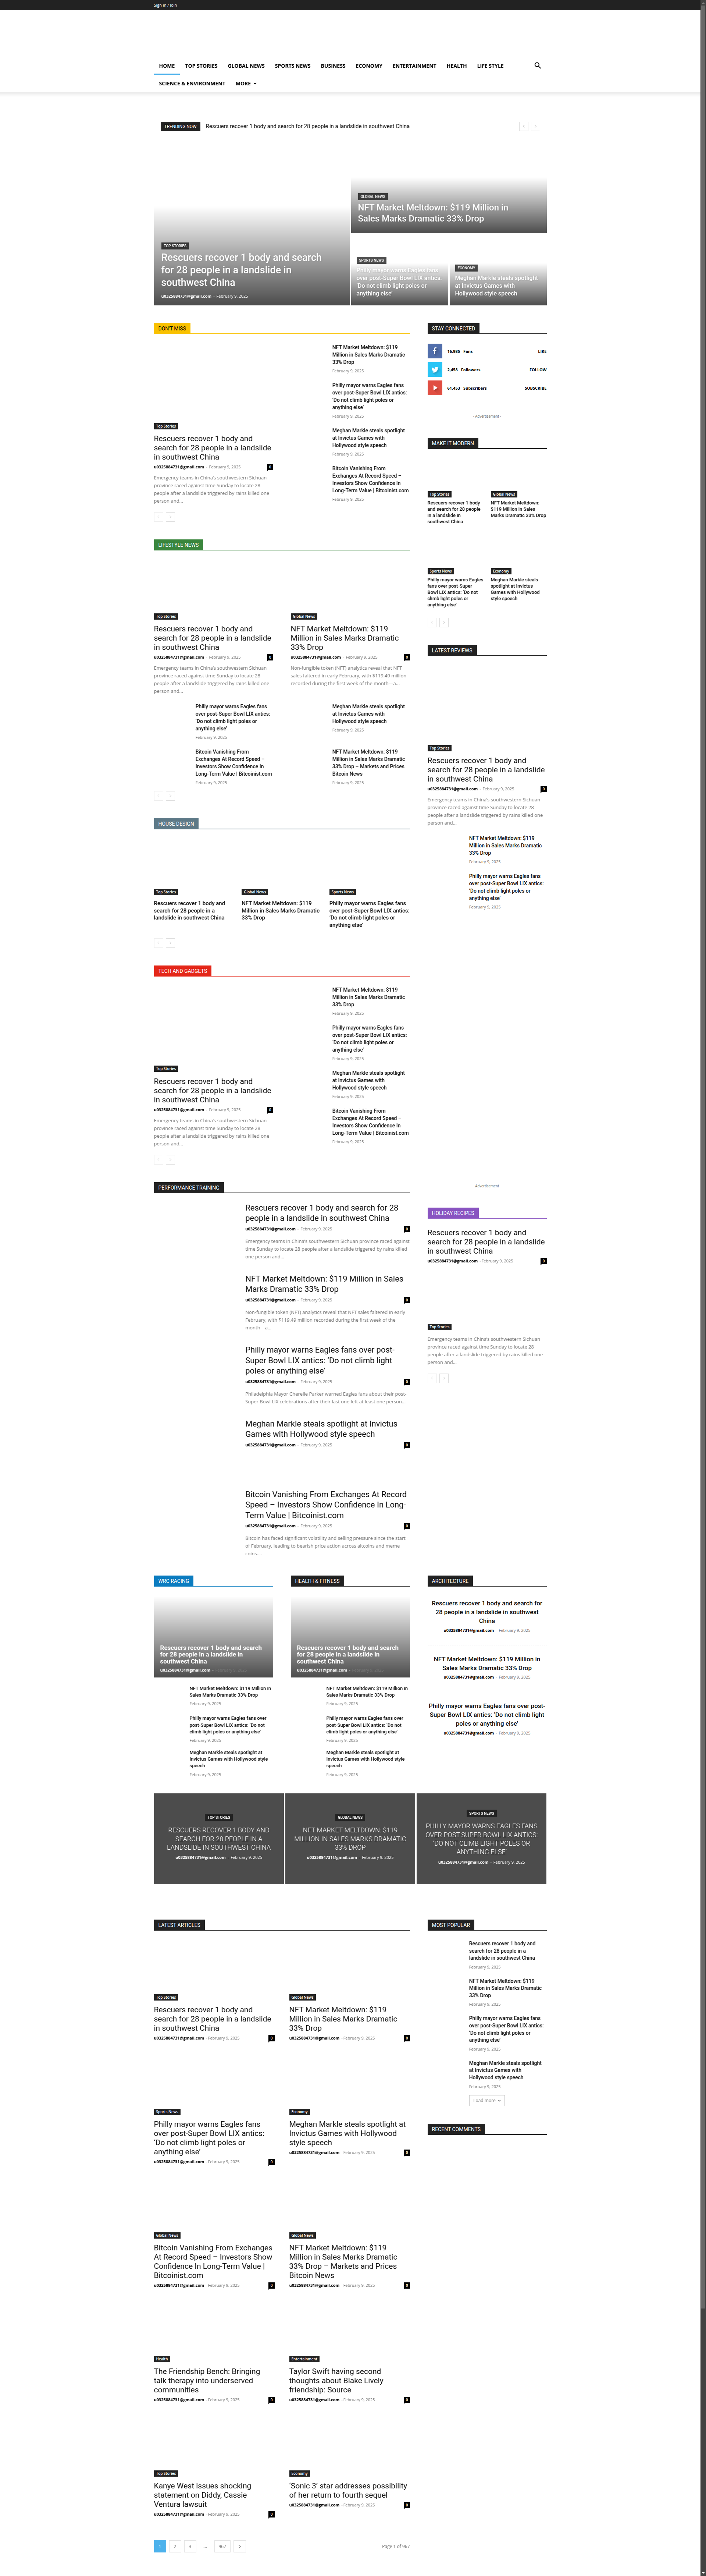 Sign in / Join
HOME TOP STORIES GLOBAL NEWS SPORTS NEWS BUSINESS ECONOMY ENTERTAINMENT HEALTH LIFE STYLE
SCIENCE & ENVIRONMENT MORE
TRENDING NOW Rescuers recover 1 body and search for 28 people in a landslide in southwest China
TOP STORIES
Rescuers recover 1 body and search
for 28 people in a landslide in
southwest China
u0325884731@gmail.com - February 9, 2025
GLOBAL NEWS
NFT Market Meltdown: $119 Million in
Sales Marks Dramatic 33% Drop
SPORTS NEWS
Philly mayor warns Eagles fans
over post-Super Bowl LIX antics:
'Do not climb light poles or
anything else'
ECONOMY
Meghan Markle steals spotlight
at Invictus Games with
Hollywood style speech
DON'T MISS
Top Stories
Rescuers recover 1 body and
search for 28 people in a landslide
in southwest China
u0325884731@gmail.com - February 9, 2025 0
Emergency teams in China's southwestern Sichuan
province raced against time Sunday to locate 28
people after a landslide triggered by rains killed one
person and...
NFT Market Meltdown: $119
Million in Sales Marks Dramatic
33% Drop
February 9, 2025
Philly mayor warns Eagles fans
over post-Super Bowl LIX antics:
'Do not climb light poles or
anything else'
February 9, 2025
Meghan Markle steals spotlight
at Invictus Games with
Hollywood style speech
February 9, 2025
Bitcoin Vanishing From
Exchanges At Record Speed –
Investors Show Confidence In
Long-Term Value | Bitcoinist.com
February 9, 2025
STAY CONNECTED
16,985 Fans LIKE
2,458 Followers FOLLOW
61,453 Subscribers SUBSCRIBE
- Advertisement -
MAKE IT MODERN
Top Stories
Rescuers recover 1 body
and search for 28 people
in a landslide in
southwest China
Global News
NFT Market Meltdown:
$119 Million in Sales
Marks Dramatic 33% Drop
Sports News
Philly mayor warns Eagles
fans over post-Super
Bowl LIX antics: 'Do not
climb light poles or
anything else'
Economy
Meghan Markle steals
spotlight at Invictus
Games with Hollywood
style speech
LIFESTYLE NEWS
Top Stories
Rescuers recover 1 body and
search for 28 people in a landslide
in southwest China
u0325884731@gmail.com - February 9, 2025 0
Emergency teams in China's southwestern Sichuan
province raced against time Sunday to locate 28
people after a landslide triggered by rains killed one
person and...
Global News
NFT Market Meltdown: $119
Million in Sales Marks Dramatic
33% Drop
u0325884731@gmail.com - February 9, 2025 0
Non-fungible token (NFT) analytics reveal that NFT
sales faltered in early February, with $119.49 million
recorded during the first week of the month—a...
Philly mayor warns Eagles fans
over post-Super Bowl LIX antics:
'Do not climb light poles or
anything else'
February 9, 2025
Meghan Markle steals spotlight
at Invictus Games with
Hollywood style speech
February 9, 2025
Bitcoin Vanishing From
Exchanges At Record Speed –
Investors Show Confidence In
Long-Term Value | Bitcoinist.com
February 9, 2025
NFT Market Meltdown: $119
Million in Sales Marks Dramatic
33% Drop – Markets and Prices
Bitcoin News
February 9, 2025
LATEST REVIEWS
Top Stories
Rescuers recover 1 body and
search for 28 people in a landslide
in southwest China
u0325884731@gmail.com - February 9, 2025 0
Emergency teams in China's southwestern Sichuan
province raced against time Sunday to locate 28
people after a landslide triggered by rains killed one
person and...
NFT Market Meltdown: $119
Million in Sales Marks Dramatic
33% Drop
February 9, 2025
Philly mayor warns Eagles fans
over post-Super Bowl LIX antics:
'Do not climb light poles or
anything else'
February 9, 2025
HOUSE DESIGN
Top Stories
Rescuers recover 1 body and
search for 28 people in a
landslide in southwest China
Global News
NFT Market Meltdown: $119
Million in Sales Marks Dramatic
33% Drop
Sports News
Philly mayor warns Eagles fans
over post-Super Bowl LIX antics:
'Do not climb light poles or
anything else'
TECH AND GADGETS
Top Stories
Rescuers recover 1 body and
search for 28 people in a landslide
in southwest China
u0325884731@gmail.com - February 9, 2025 0
Emergency teams in China's southwestern Sichuan
province raced against time Sunday to locate 28
people after a landslide triggered by rains killed one
person and...
NFT Market Meltdown: $119
Million in Sales Marks Dramatic
33% Drop
February 9, 2025
Philly mayor warns Eagles fans
over post-Super Bowl LIX antics:
'Do not climb light poles or
anything else'
February 9, 2025
Meghan Markle steals spotlight
at Invictus Games with
Hollywood style speech
February 9, 2025
Bitcoin Vanishing From
Exchanges At Record Speed –
Investors Show Confidence In
Long-Term Value | Bitcoinist.com
February 9, 2025
- Advertisement -
PERFORMANCE TRAINING
Rescuers recover 1 body and search for 28
people in a landslide in southwest China
u0325884731@gmail.com - February 9, 2025 0
Emergency teams in China's southwestern Sichuan province raced against
time Sunday to locate 28 people after a landslide triggered by rains killed
one person and...
NFT Market Meltdown: $119 Million in Sales
Marks Dramatic 33% Drop
u0325884731@gmail.com - February 9, 2025 0
Non-fungible token (NFT) analytics reveal that NFT sales faltered in early
February, with $119.49 million recorded during the first week of the
month—a...
Philly mayor warns Eagles fans over post-
Super Bowl LIX antics: 'Do not climb light
poles or anything else'
u0325884731@gmail.com - February 9, 2025 0
Philadelphia Mayor Cherelle Parker warned Eagles fans about their post-
Super Bowl LIX celebrations after their last one left at least one person...
Meghan Markle steals spotlight at Invictus
Games with Hollywood style speech
u0325884731@gmail.com - February 9, 2025 0
Bitcoin Vanishing From Exchanges At Record
Speed – Investors Show Confidence In Long-
Term Value | Bitcoinist.com
u0325884731@gmail.com - February 9, 2025 0
Bitcoin has faced significant volatility and selling pressure since the start
of February, leading to bearish price action across altcoins and meme
coins....
HOLIDAY RECIPES
Rescuers recover 1 body and
search for 28 people in a landslide
in southwest China
u0325884731@gmail.com - February 9, 2025 0
Top Stories
Emergency teams in China's southwestern Sichuan
province raced against time Sunday to locate 28
people after a landslide triggered by rains killed one
person and...
WRC RACING
Rescuers recover 1 body and search
for 28 people in a landslide in
southwest China
u0325884731@gmail.com
NFT Market Meltdown: $119 Million in
Sales Marks Dramatic 33% Drop
February 9, 2025
Philly mayor warns Eagles fans over
post-Super Bowl LIX antics: 'Do not
climb light poles or anything else'
February 9, 2025
Meghan Markle steals spotlight at
Invictus Games with Hollywood style
speech
February 9, 2025
HEALTH & FITNESS
Rescuers recover 1 body and search
for 28 people in a landslide in
southwest China
u0325884731@gmail.com
NFT Market Meltdown: $119 Million in
Sales Marks Dramatic 33% Drop
February 9, 2025
Philly mayor warns Eagles fans over
post-Super Bowl LIX antics: 'Do not
climb light poles or anything else'
February 9, 2025
Meghan Markle steals spotlight at
Invictus Games with Hollywood style
speech
February 9, 2025
ARCHITECTURE
Rescuers recover 1 body and search for
28 people in a landslide in southwest
China
u0325884731@gmail.com - February 9, 2025
NFT Market Meltdown: $119 Million in
Sales Marks Dramatic 33% Drop
u0325884731@gmail.com - February 9, 2025
Philly mayor warns Eagles fans over post-
Super Bowl LIX antics: 'Do not climb light
poles or anything else'
u0325884731@gmail.com - February 9, 2025
TOP STORIES
RESCUERS RECOVER 1 BODY AND
SEARCH FOR 28 PEOPLE IN A
LANDSLIDE IN SOUTHWEST CHINA
u0325884731@gmail.com - February 9, 2025
GLOBAL NEWS
NFT MARKET MELTDOWN: $119
MILLION IN SALES MARKS DRAMATIC
33% DROP
u0325884731@gmail.com - February 9, 2025
SPORTS NEWS
PHILLY MAYOR WARNS EAGLES FANS
OVER POST-SUPER BOWL LIX ANTICS:
'DO NOT CLIMB LIGHT POLES OR
ANYTHING ELSE'
u0325884731@gmail.com - February 9, 2025
LATEST ARTICLES
Top Stories
Rescuers recover 1 body and
search for 28 people in a landslide
in southwest China
u0325884731@gmail.com - February 9, 2025 0
Global News
NFT Market Meltdown: $119
Million in Sales Marks Dramatic
33% Drop
u0325884731@gmail.com - February 9, 2025 0
Sports News
Philly mayor warns Eagles fans
over post-Super Bowl LIX antics:
'Do not climb light poles or
anything else'
u0325884731@gmail.com - February 9, 2025 0
Economy
Meghan Markle steals spotlight at
Invictus Games with Hollywood
style speech
u0325884731@gmail.com - February 9, 2025 0
Global News
Bitcoin Vanishing From Exchanges
At Record Speed – Investors Show
Confidence In Long-Term Value |
Bitcoinist.com
u0325884731@gmail.com - February 9, 2025 0
Global News
NFT Market Meltdown: $119
Million in Sales Marks Dramatic
33% Drop – Markets and Prices
Bitcoin News
u0325884731@gmail.com - February 9, 2025 0
Health
The Friendship Bench: Bringing
talk therapy into underserved
communities
u0325884731@gmail.com - February 9, 2025 0
Entertainment
Taylor Swift having second
thoughts about Blake Lively
friendship: Source
u0325884731@gmail.com - February 9, 2025 0
Top Stories
Kanye West issues shocking
statement on Diddy, Cassie
Ventura lawsuit
u0325884731@gmail.com - February 9, 2025 0
Economy
'Sonic 3' star addresses possibility
of her return to fourth sequel
u0325884731@gmail.com - February 9, 2025 0
1 2 3 ... 967 Page 1 of 967
MOST POPULAR
Rescuers recover 1 body and
search for 28 people in a
landslide in southwest China
February 9, 2025
NFT Market Meltdown: $119
Million in Sales Marks Dramatic
33% Drop
February 9, 2025
Philly mayor warns Eagles fans
over post-Super Bowl LIX antics:
'Do not climb light poles or
anything else'
February 9, 2025
Meghan Markle steals spotlight
at Invictus Games with
Hollywood style speech
February 9, 2025
Load more
RECENT COMMENTS